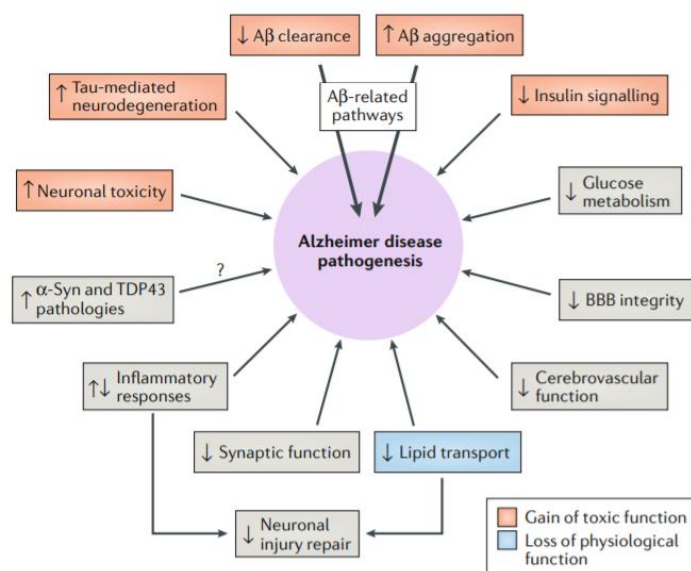 ↓ Aβ clearance
↑ Aβ aggregation
Aβ-related
pathways
↑ Tau-mediated
neurodegeneration
↓ Insulin signalling
↑ Neuronal toxicity
↓ Glucose
metabolism
Alzheimer disease
pathogenesis
?
↑ α-Syn and TDP43
pathologies
↓ BBB integrity
↑↓ Inflammatory
responses
↓ Cerebrovascular
function
↓ Synaptic function
↓ Lipid transport
↓ Neuronal
injury repair
Gain of toxic function
Loss of physiological
function